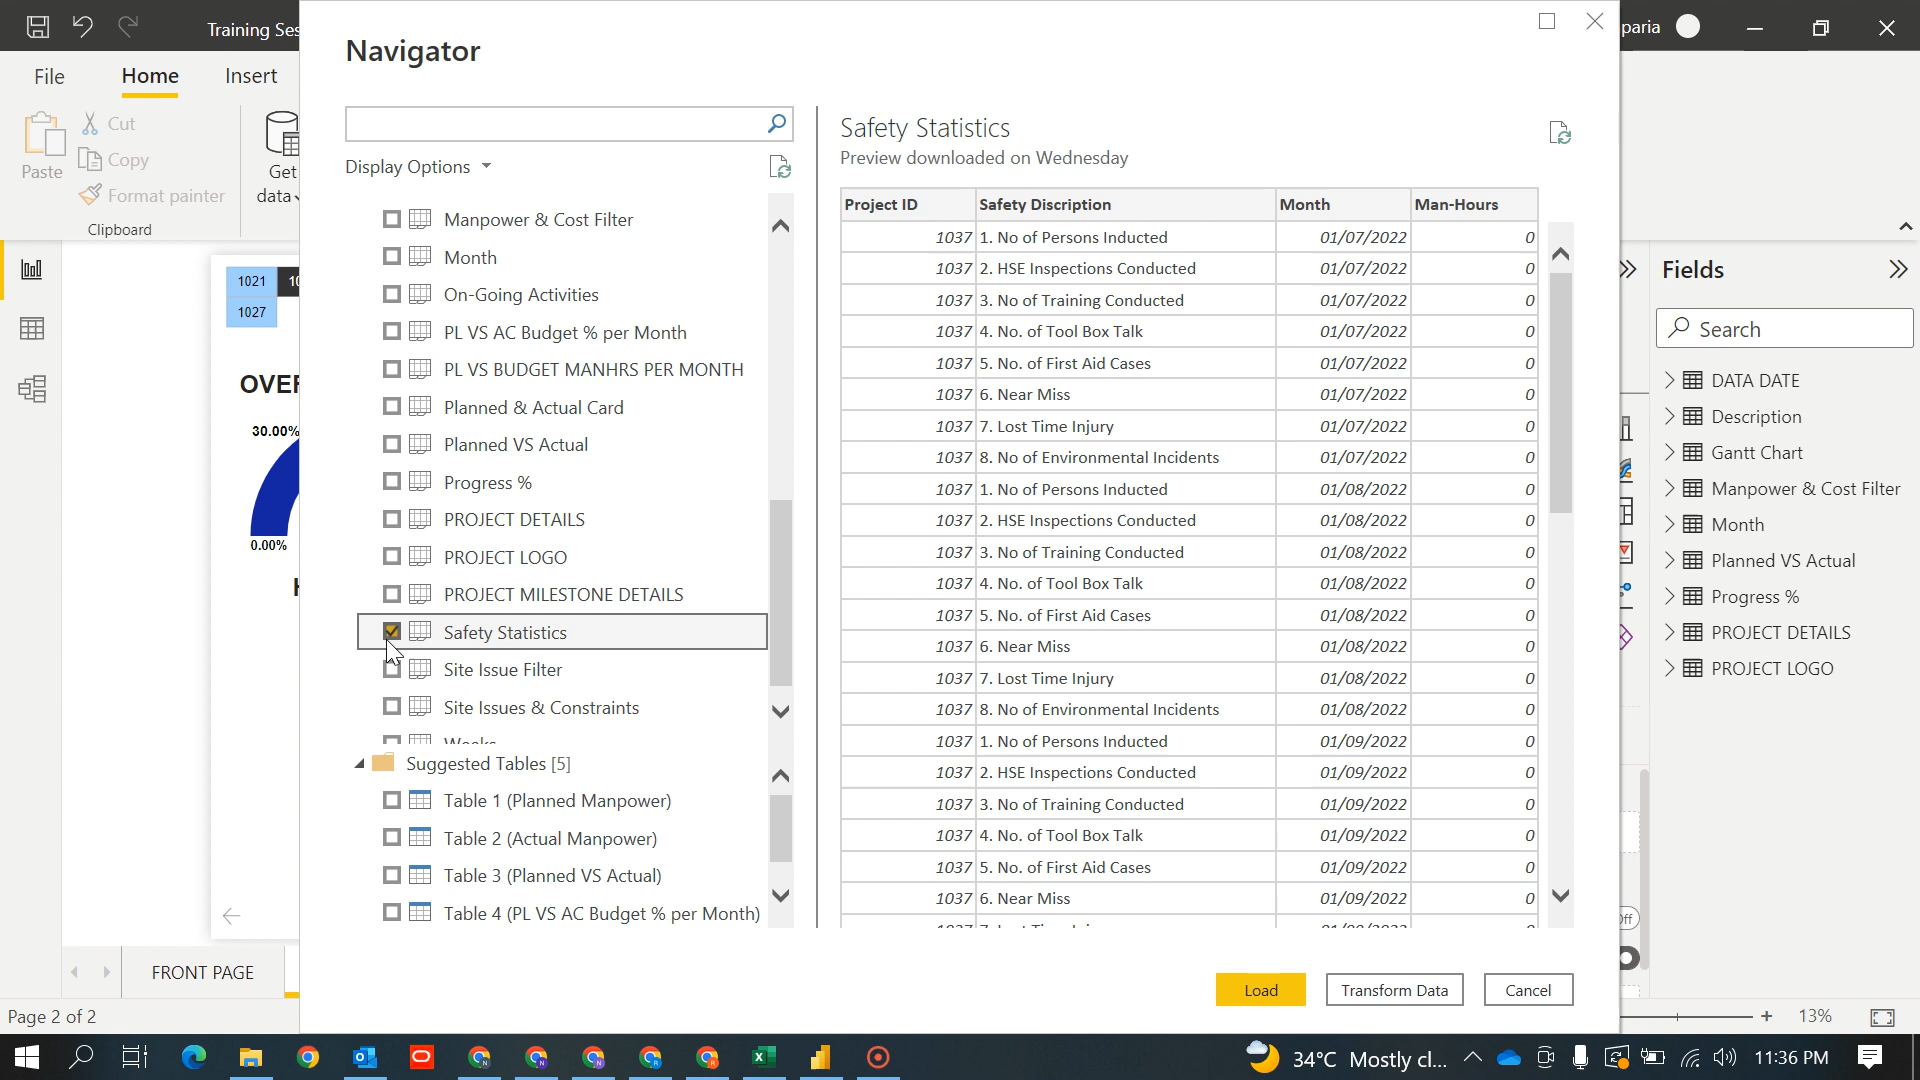 Training Ses
paria
File
Home
Insert
Paste
Cut
Copy
Format painter
Clipboard
Get
data
1021
10
1027
OVER
30.00%
0.00%
FRONT PAGE
Page 2 of 2
Navigator
Display Options
Manpower & Cost Filter
Month
On-Going Activities
PL VS AC Budget % per Month
PL VS BUDGET MANHRS PER MONTH
Planned & Actual Card
Planned VS Actual
Progress %
PROJECT DETAILS
PROJECT LOGO
PROJECT MILESTONE DETAILS
Safety Statistics
Site Issue Filter
Site Issues & Constraints
Weeks
Suggested Tables [5]
Table 1 (Planned Manpower)
Table 2 (Actual Manpower)
Table 3 (Planned VS Actual)
Table 4 (PL VS AC Budget % per Month)
Safety Statistics
Preview downloaded on Wednesday
Project ID Safety Discription Month Man-Hours
1037 1. No of Persons Inducted 01/07/2022 0
1037 2. HSE Inspections Conducted 01/07/2022 0
1037 3. No of Training Conducted 01/07/2022 0
1037 4. No. of Tool Box Talk 01/07/2022 0
1037 5. No. of First Aid Cases 01/07/2022 0
1037 6. Near Miss 01/07/2022 0
1037 7. Lost Time Injury 01/07/2022 0
1037 8. No of Environmental Incidents 01/07/2022 0
1037 1. No of Persons Inducted 01/08/2022 0
1037 2. HSE Inspections Conducted 01/08/2022 0
1037 3. No of Training Conducted 01/08/2022 0
1037 4. No. of Tool Box Talk 01/08/2022 0
1037 5. No. of First Aid Cases 01/08/2022 0
1037 6. Near Miss 01/08/2022 0
1037 7. Lost Time Injury 01/08/2022 0
1037 8. No of Environmental Incidents 01/08/2022 0
1037 1. No of Persons Inducted 01/09/2022 0
1037 2. HSE Inspections Conducted 01/09/2022 0
1037 3. No of Training Conducted 01/09/2022 0
1037 4. No. of Tool Box Talk 01/09/2022 0
1037 5. No. of First Aid Cases 01/09/2022 0
1037 6. Near Miss 01/09/2022 0
Load
Transform Data
Cancel
Fields
Search
DATA DATE
Description
Gantt Chart
Manpower & Cost Filter
Month
Planned VS Actual
Progress %
PROJECT DETAILS
PROJECT LOGO
13%
34°C Mostly cl...
11:36 PM